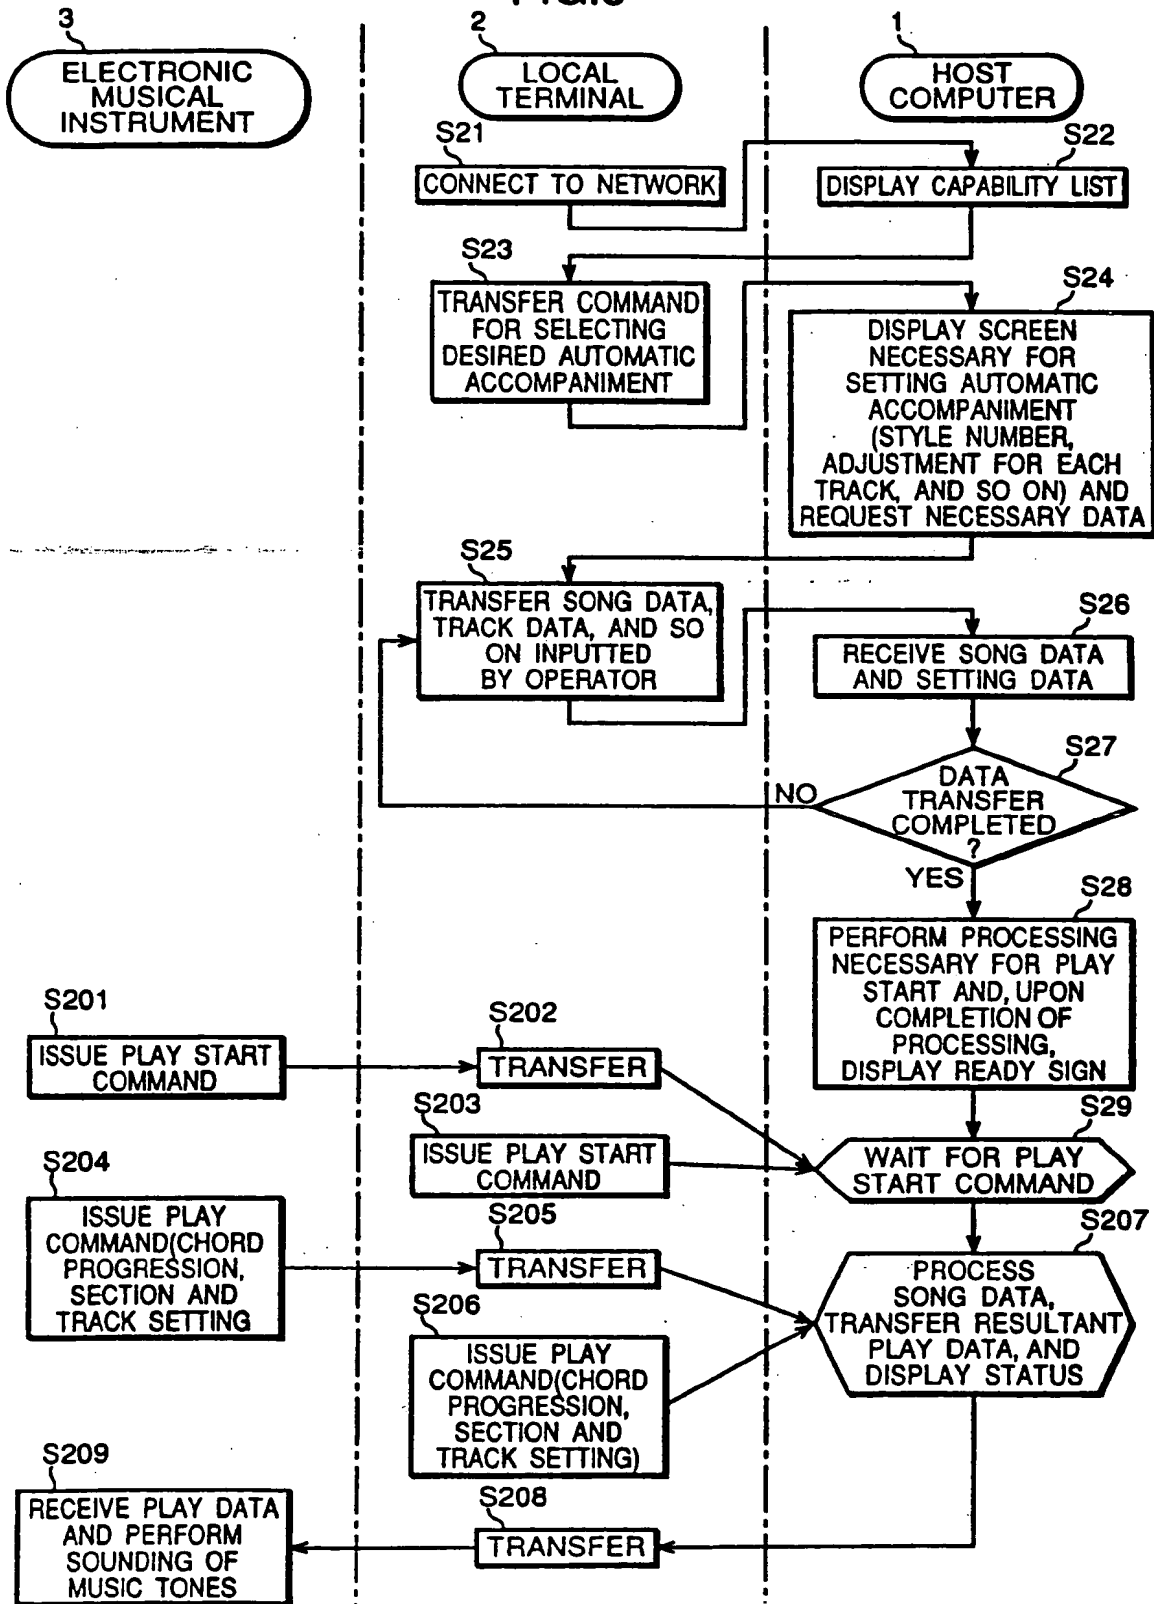 3
2
1
ELECTRONIC
MUSICAL
INSTRUMENT
LOCAL
TERMINAL
HOST
COMPUTER
S21
CONNECT TO NETWORK
S22
DISPLAY CAPABILITY LIST
S23
TRANSFER COMMAND
FOR SELECTING
DESIRED AUTOMATIC
ACCOMPANIMENT
S24
DISPLAY SCREEN
NECESSARY FOR
SETTING AUTOMATIC
ACCOMPANIMENT
(STYLE NUMBER,
ADJUSTMENT FOR EACH
TRACK, AND SO ON) AND
REQUEST NECESSARY DATA
S25
TRANSFER SONG DATA,
TRACK DATA, AND SO
ON INPUTTED
BY OPERATOR
S26
RECEIVE SONG DATA
AND SETTING DATA
S27
DATA
TRANSFER
COMPLETED
?
NO
YES
S28
PERFORM PROCESSING
NECESSARY FOR PLAY
START AND, UPON
COMPLETION OF
PROCESSING,
DISPLAY READY SIGN
S201
ISSUE PLAY START
COMMAND
S202
TRANSFER
S203
ISSUE PLAY START
COMMAND
S29
WAIT FOR PLAY
START COMMAND
S204
ISSUE PLAY
COMMAND(CHORD
PROGRESSION,
SECTION AND
TRACK SETTING
S205
TRANSFER
S206
ISSUE PLAY
COMMAND(CHORD
PROGRESSION,
SECTION AND
TRACK SETTING)
S207
PROCESS
SONG DATA,
TRANSFER RESULTANT
PLAY DATA, AND
DISPLAY STATUS
S208
TRANSFER
S209
RECEIVE PLAY DATA
AND PERFORM
SOUNDING OF
MUSIC TONES